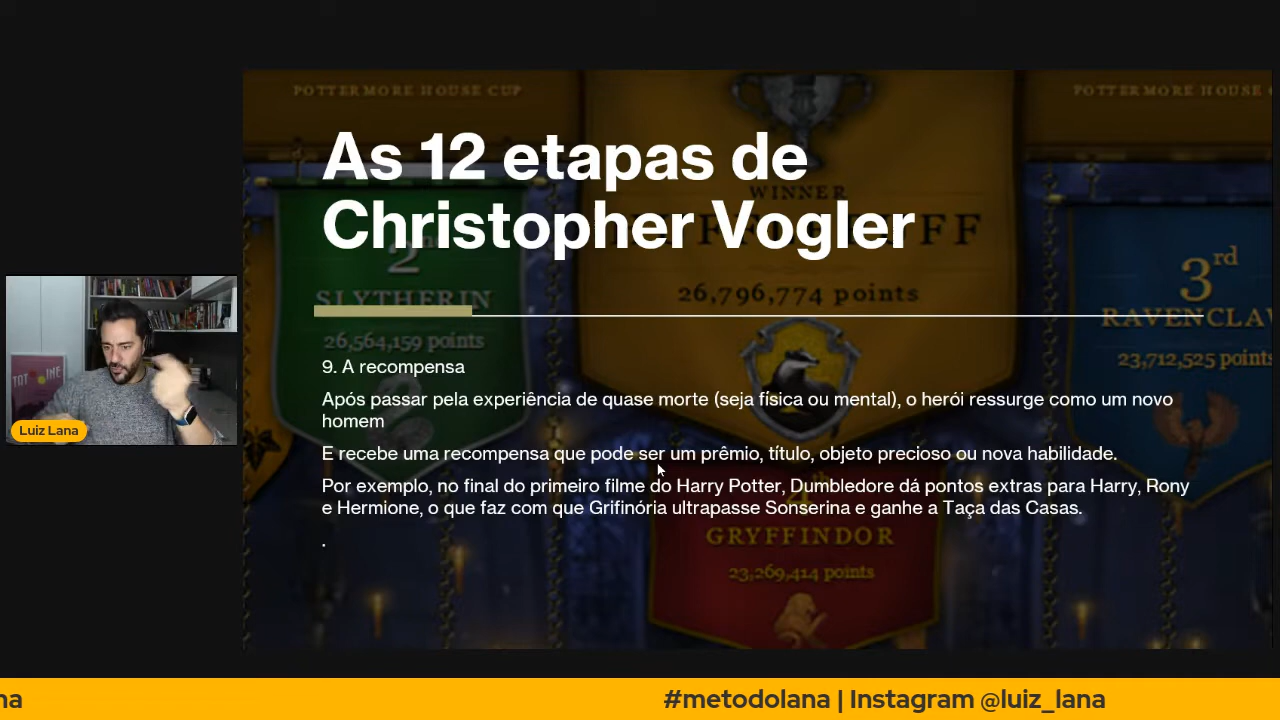 POTTERMORE HOUSE CUP
POTTERMORE HOUSE
As 12 etapas de
Christopher Vogler
WINNER
FF
2nd
SLYTHERIN
26,564,159 points
26,796,774 points
3rd
RAVENCLAW
23,712,525 points
9. A recompensa
Após passar pela experiência de quase morte (seja física ou mental), o herói ressurge como um novo
homem
E recebe uma recompensa que pode ser um prêmio, título, objeto precioso ou nova habilidade.
Por exemplo, no final do primeiro filme do Harry Potter, Dumbledore dá pontos extras para Harry, Rony
e Hermione, o que faz com que Grifinória ultrapasse Sonserina e ganhe a Taça das Casas.
.
GRYFFINDOR
23,269,414 points
Luiz Lana
na
#metodolana | Instagram @luiz_lana